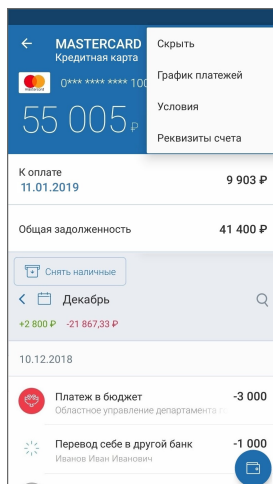 MASTERCARD
Кредитная карта
0*** **** **** 100
55 005₽
Скрыть
График платежей
Условия
Реквизиты счета
К оплате
11.01.2019
9 903 ₽
Общая задолженность
41 400 ₽
Снять наличные
Декабрь
+2 800 ₽ -21 867,33 ₽
10.12.2018
Платеж в бюджет
-3 000
Областное управление департамента
Перевод себе в другой банк
-1 000
Иванов Иван Иванович